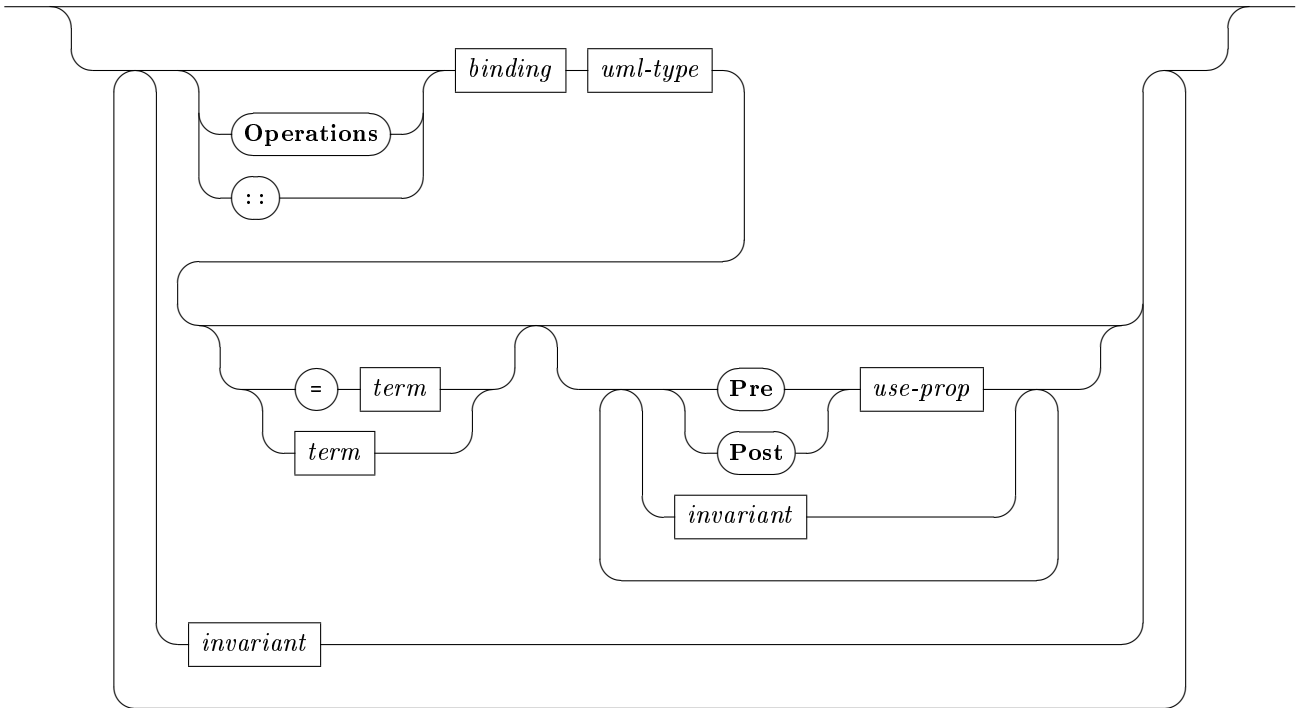 binding uml-type
Operations
::
= term Pre use-prop
term Post
invariant
invariant